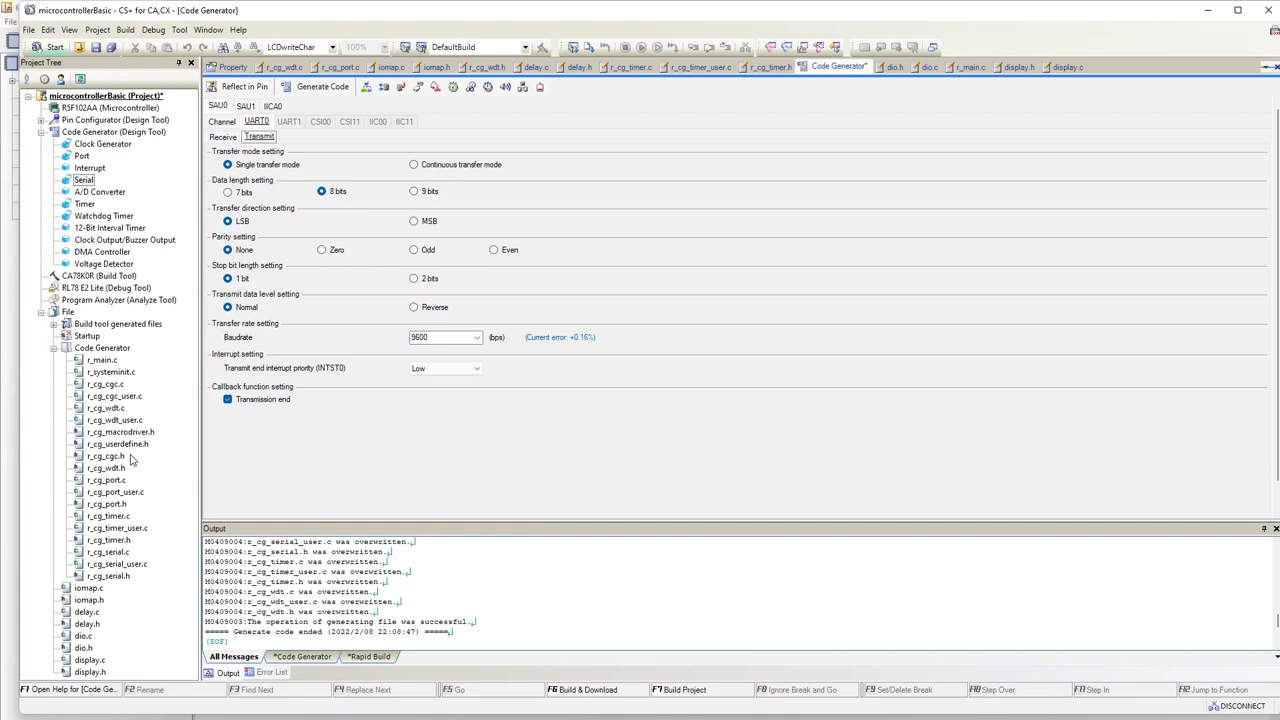 microcontrollerBasic - CS+ for CA,CX - [Code Generator]
File Edit View Project Build Debug Tool Window Help
Start LCDwriteChar 100% DefaultBuild
Project Tree
Property r_cg_wdt.c r_cg_port.c iomap.c iomap.h r_cg_wdt.h delay.c delay.h r_cg_timer.c r_cg_timer_user.c r_cg_timer.h Code Generator* dio.h dio.c r_main.c display.h display.c
microcontrollerBasic (Project)*
R5F102AA (Microcontroller)
Pin Configurator (Design Tool)
Code Generator (Design Tool)
Clock Generator
Port
Interrupt
Serial
A/D Converter
Timer
Watchdog Timer
12-Bit Interval Timer
Clock Output/Buzzer Output
DMA Controller
Voltage Detector
CA78K0R (Build Tool)
RL78 E2 Lite (Debug Tool)
Program Analyzer (Analyze Tool)
File
Build tool generated files
Startup
Code Generator
r_main.c
r_systeminit.c
r_cg_cgc.c
r_cg_cgc_user.c
r_cg_wdt.c
r_cg_wdt_user.c
r_cg_macrodriver.h
r_cg_userdefine.h
r_cg_cgc.h
r_cg_wdt.h
r_cg_port.c
r_cg_port_user.c
r_cg_port.h
r_cg_timer.c
r_cg_timer_user.c
r_cg_timer.h
r_cg_serial.c
r_cg_serial_user.c
r_cg_serial.h
iomap.c
iomap.h
delay.c
delay.h
dio.c
dio.h
display.c
display.h
Reflect in Pin Generate Code
SAU0 SAU1 IICA0
Channel UART0 UART1 CSI00 CSI11 IIC00 IIC11
Receive Transmit
Transfer mode setting
Single transfer mode Continuous transfer mode
Data length setting
7 bits 8 bits 9 bits
Transfer direction setting
LSB MSB
Parity setting
None Zero Odd Even
Stop bit length setting
1 bit 2 bits
Transmit data level setting
Normal Reverse
Transfer rate setting
Baudrate 9600 (bps) (Current error: +0.16%)
Interrupt setting
Transmit end interrupt priority (INTST0) Low
Callback function setting
Transmission end
Output
M0409004:r_cg_serial_user.c was overwritten.
M0409004:r_cg_serial.h was overwritten.
M0409004:r_cg_timer.c was overwritten.
M0409004:r_cg_timer_user.c was overwritten.
M0409004:r_cg_timer.h was overwritten.
M0409004:r_cg_wdt.c was overwritten.
M0409004:r_cg_wdt_user.c was overwritten.
M0409004:r_cg_wdt.h was overwritten.
M0409003:The operation of generating file was successful.
===== Generate code ended (2022/2/08 22:08:47) =====
[EOF]
All Messages *Code Generator *Rapid Build
Output Error List
F1 Open Help for [Code Ge... F2 Rename F3 Find Next F4 Replace Next F5 Go F6 Build & Download F7 Build Project F8 Ignore Break and Go F9 Set/Delete Break F10 Step Over F11 Step In F12 Jump to Function
DISCONNECT